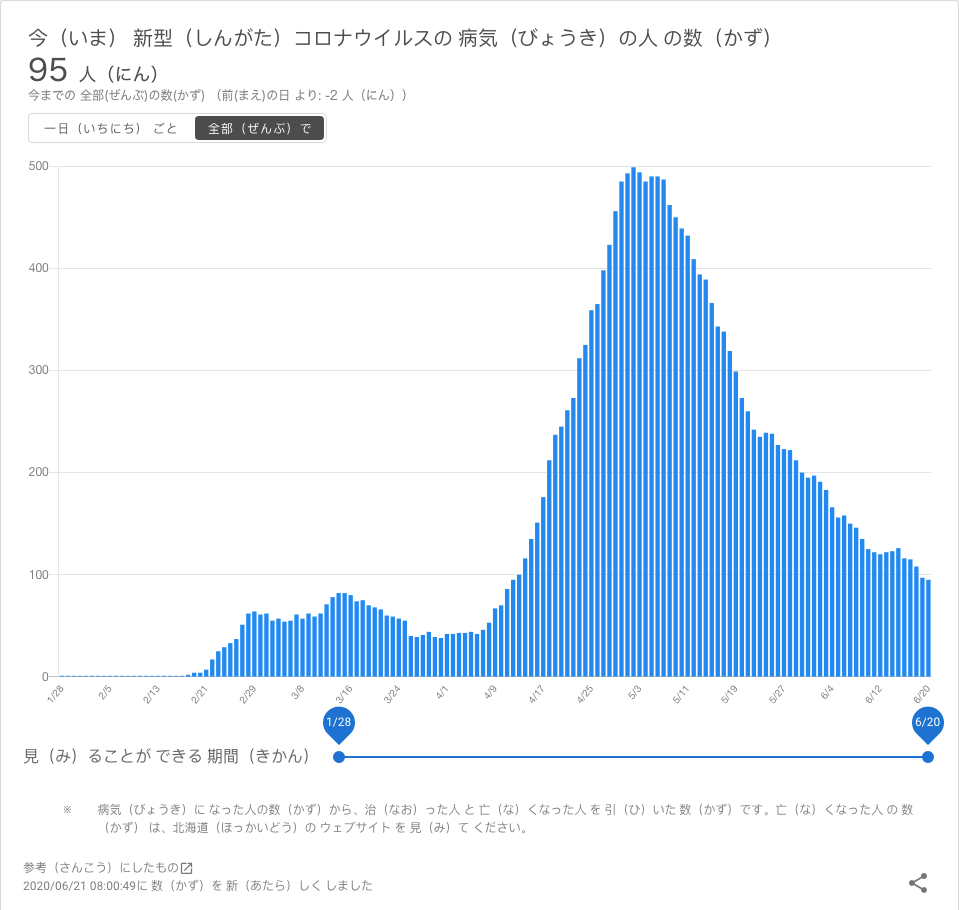 今（いま） 新型（しんがた）コロナウイルスの 病気（びょうき）の人 の数（かず）
95 人（にん）
今までの 全部(ぜんぶ)の数(かず) （前(まえ)の日 より: -2 人（にん））
一日（いちにち） ごと 全部（ぜんぶ）で
500
400
300
200
100
0
1/28 2/5 2/13 2/21 2/29 3/8 3/16 3/24 4/1 4/9 4/17 4/25 5/3 5/11 5/19 5/27 6/4 6/12 6/20
1/28 6/20
見（み）ることが できる 期間（きかん）
※ 病気（びょうき）に なった人の数（かず）から、治（なお）った人 と 亡（な）くなった人 を 引（ひ）いた 数（かず）です。亡（な）くなった人 の 数
（かず） は、北海道（ほっかいどう）の ウェブサイト を 見（み）て ください。
参考（さんこう）にしたもの
2020/06/21 08:00:49に 数（かず）を 新（あたら）しく しました